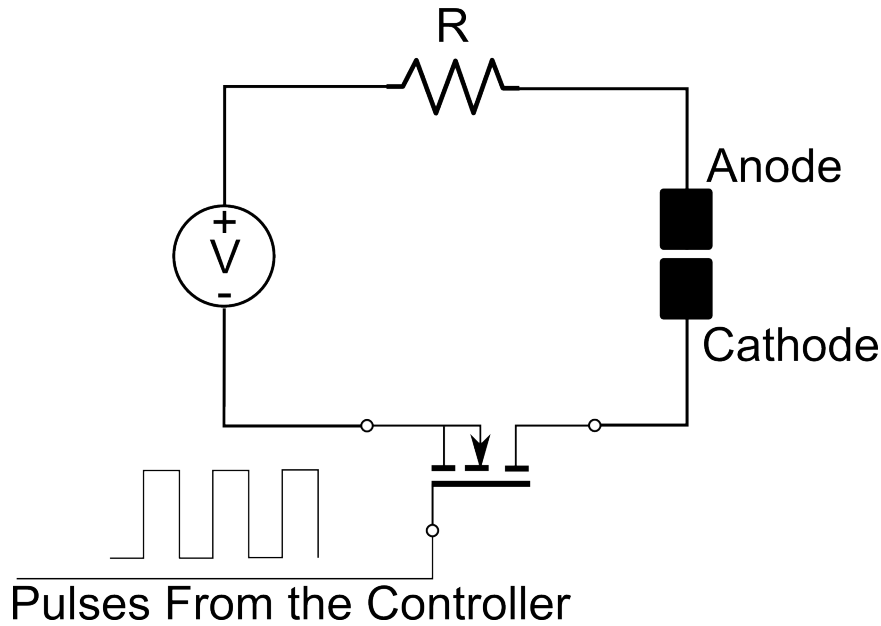 R
Anode
+
V
-
Cathode
Pulses From the Controller